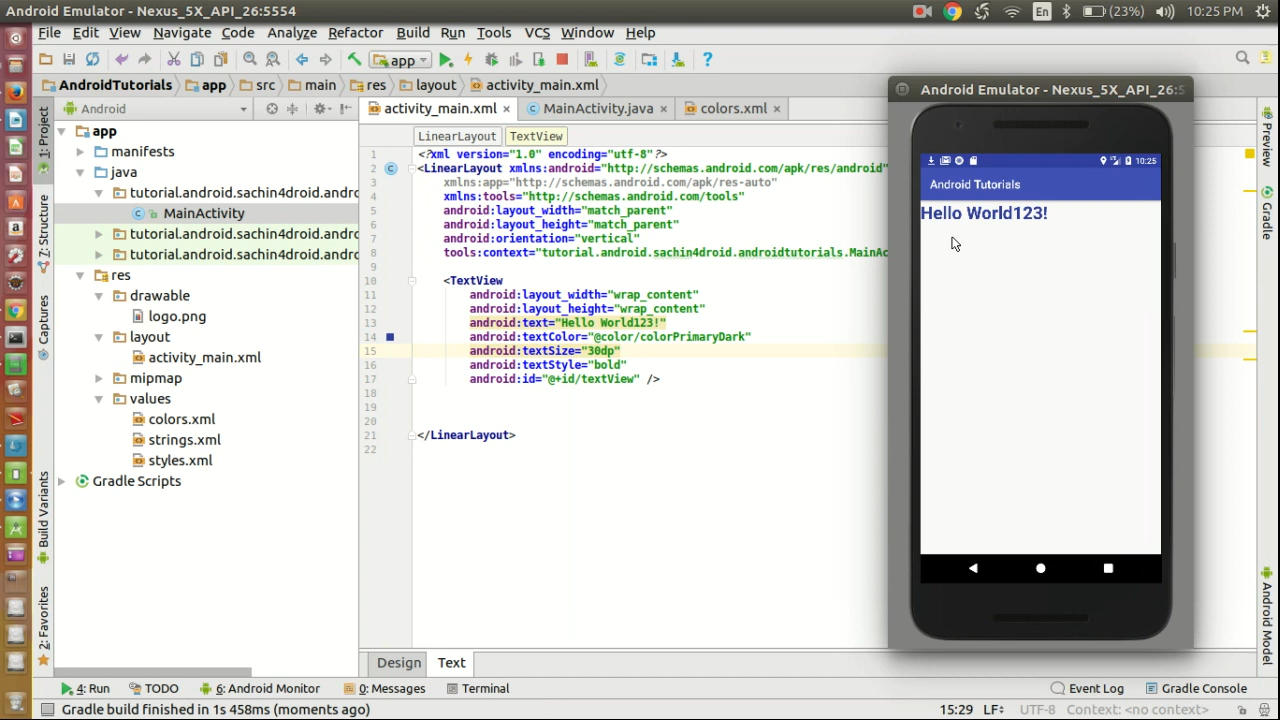 Android Emulator - Nexus_5X_API_26:5554
En
(23%)
10:25 PM
File Edit View Navigate Code Analyze Refactor Build Run Tools VCS Window Help
app
AndroidTutorials app src main res layout activity_main.xml
Android
activity_main.xml MainActivity.java colors.xml
LinearLayout TextView
1: Project
7: Structure
Captures
Build Variants
2: Favorites
app
manifests
java
tutorial.android.sachin4droid.andro
MainActivity
tutorial.android.sachin4droid.andro
tutorial.android.sachin4droid.andro
res
drawable
logo.png
layout
activity_main.xml
mipmap
values
colors.xml
strings.xml
styles.xml
Gradle Scripts
1 <?xml version="1.0" encoding="utf-8"?>
2 <LinearLayout xmlns:android="http://schemas.android.com/apk/res/android"
3 xmlns:app="http://schemas.android.com/apk/res-auto"
4 xmlns:tools="http://schemas.android.com/tools"
5 android:layout_width="match_parent"
6 android:layout_height="match_parent"
7 android:orientation="vertical"
8 tools:context="tutorial.android.sachin4droid.androidtutorials.MainAc
9
10 <TextView
11 android:layout_width="wrap_content"
12 android:layout_height="wrap_content"
13 android:text="Hello World123!"
14 android:textColor="@color/colorPrimaryDark"
15 android:textSize="30dp"
16 android:textStyle="bold"
17 android:id="@+id/textView" />
18
19
20
21 </LinearLayout>
22
Android Emulator - Nexus_5X_API_26:5
10:25
Android Tutorials
Hello World123!
Preview
Gradle
Android Model
Design Text
4: Run TODO 6: Android Monitor 0: Messages Terminal Event Log Gradle Console
Gradle build finished in 1s 458ms (moments ago) 15:29 LF UTF-8 Context: <no context>